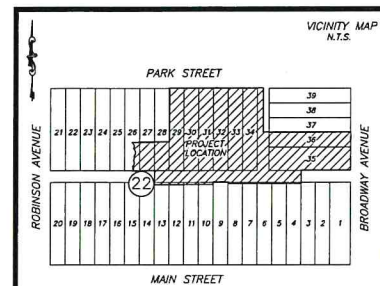 VICINITY MAP
N.T.S.
PARK STREET
39
38
37
36
35
21 22 23 24 25 26 27 28 29 30 31 32 33 34
PROJECT
LOCATION
ROBINSON AVENUE
BROADWAY AVENUE
22
20 19 18 17 16 15 14 13 12 11 10 9 8 7 6 5 4 3 2 1
MAIN STREET